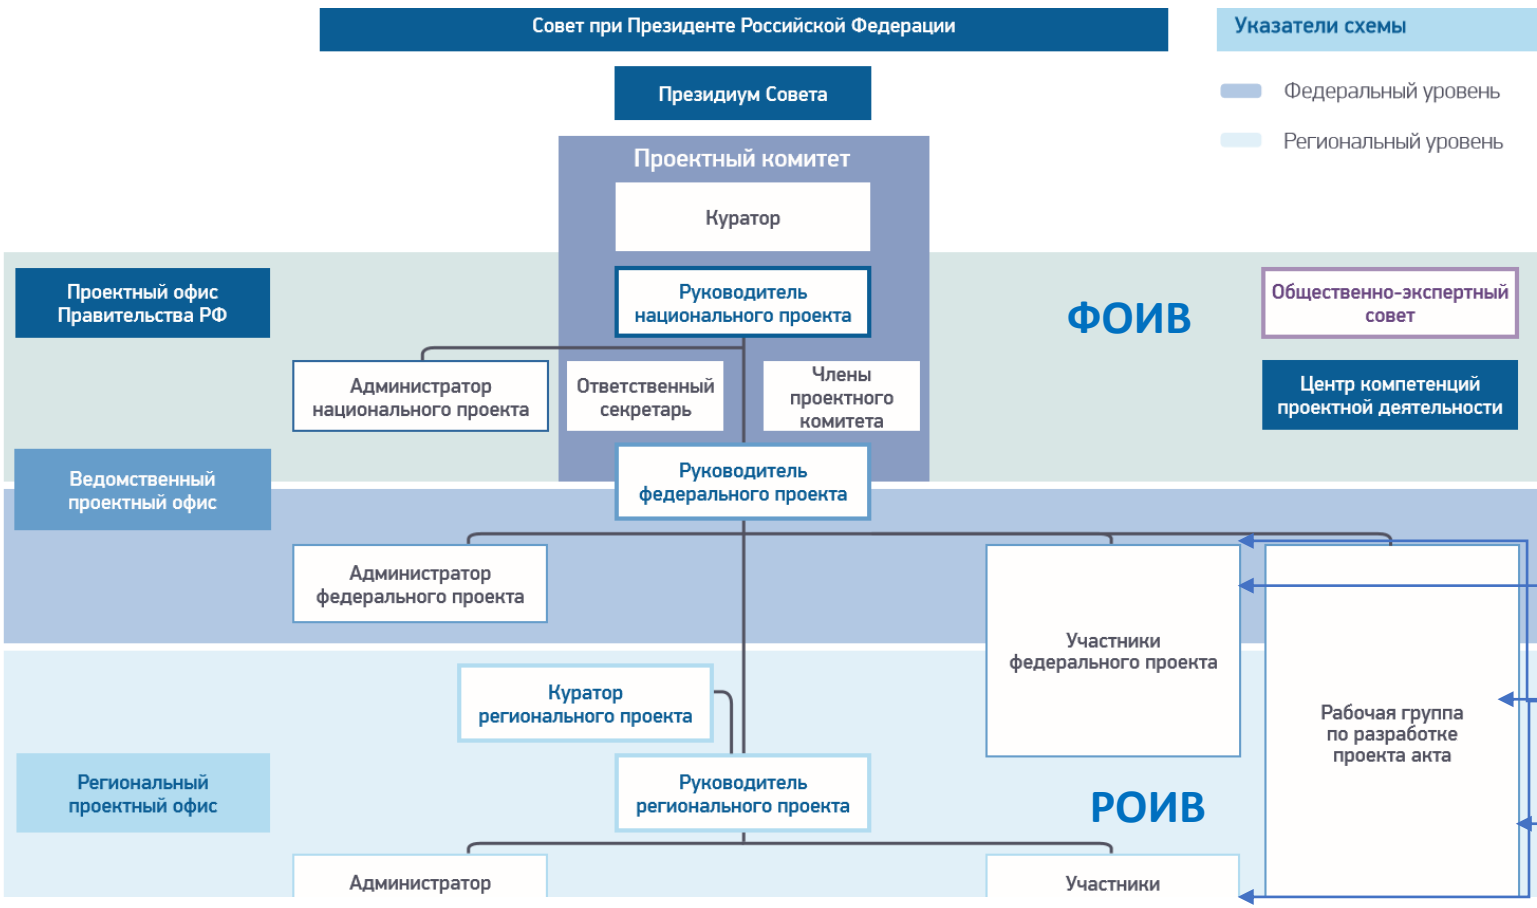 Совет при Президенте Российской Федерации
Указатели схемы
Президиум Совета
Федеральный уровень
Региональный уровень
Проектный комитет
Куратор
Проектный офис
Правительства РФ
Руководитель
национального проекта
ФОИВ
Общественно-экспертный
совет
Администратор
национального проекта
Ответственный
секретарь
Члены
проектного
комитета
Центр компетенций
проектной деятельности
Ведомственный
проектный офис
Руководитель
федерального проекта
Администратор
федерального проекта
Участники
федерального проекта
Рабочая группа
по разработке
проекта акта
Куратор
регионального проекта
Региональный
проектный офис
Руководитель
регионального проекта
РОИВ
Администратор
Участники